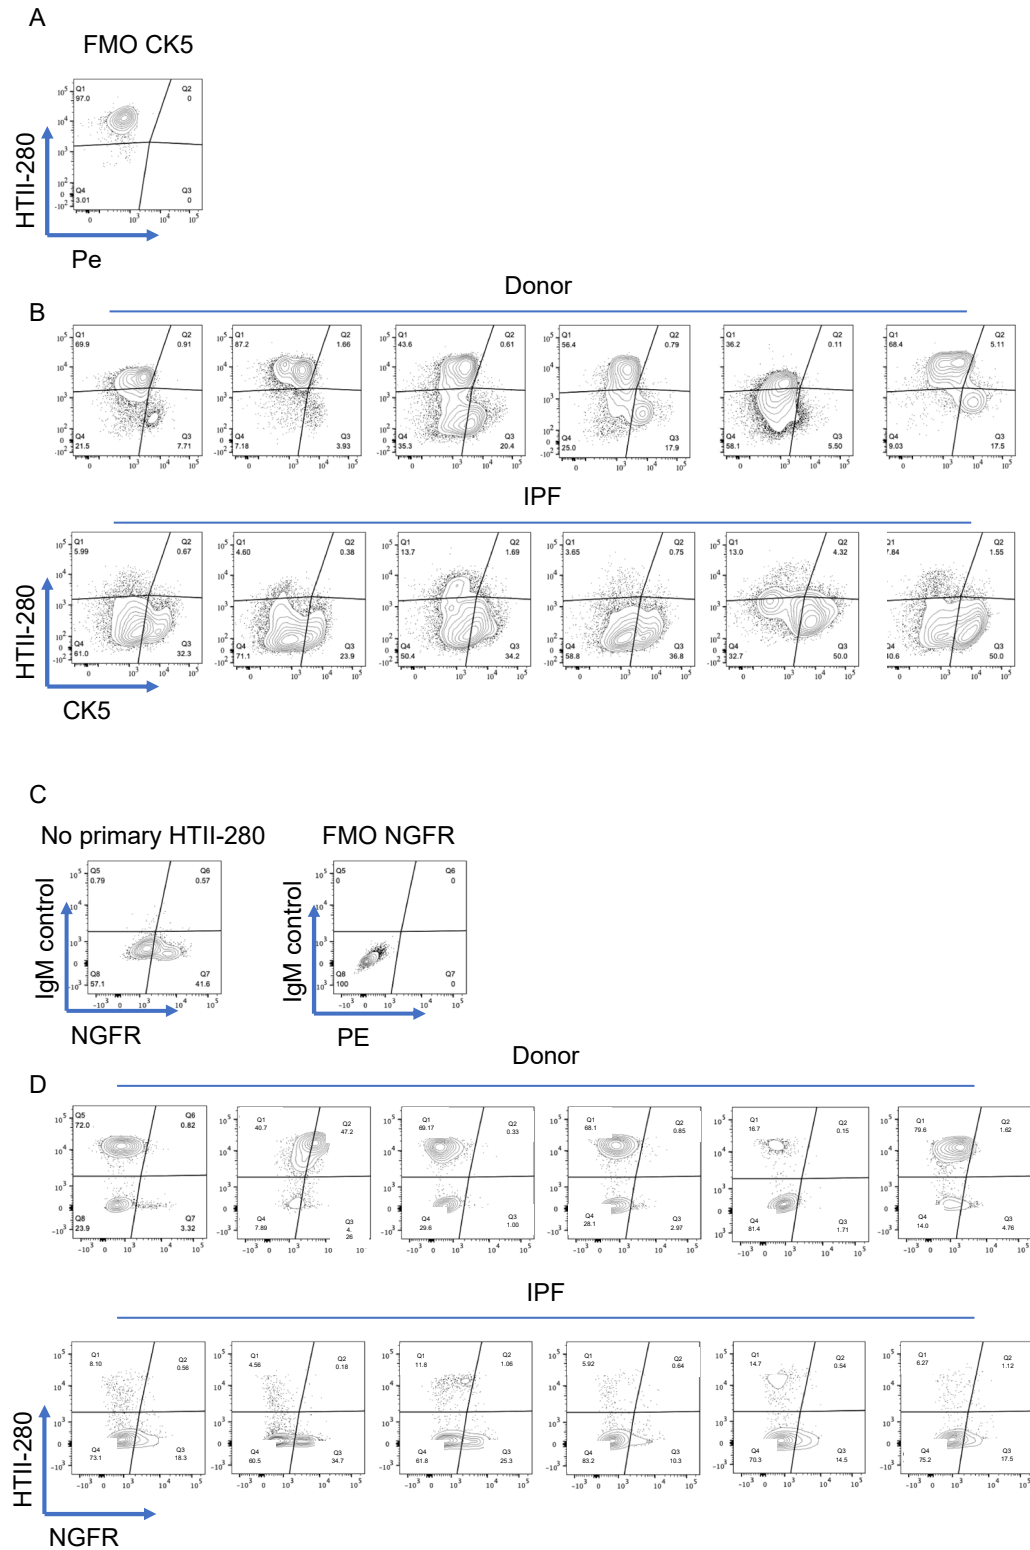 A
FMO CK5
Q1
97.0
Q2
0
Q4
3.01
Q3
0
HTII-280
Pe
Donor
B
Q1
69.9
Q2
0.91
Q4
21.5
Q3
7.71
Q1
87.2
Q2
1.66
Q4
7.18
Q3
3.93
Q1
43.6
Q2
0.61
Q4
35.3
Q3
20.4
Q1
56.4
Q2
0.79
Q4
25.0
Q3
17.9
Q1
36.2
Q2
0.11
Q4
58.1
Q3
5.50
Q1
68.4
Q2
5.11
Q4
9.03
Q3
17.5
IPF
Q1
5.99
Q2
0.67
Q4
61.0
Q3
32.3
Q1
4.60
Q2
0.38
Q4
71.1
Q3
23.9
Q1
13.7
Q2
1.69
Q4
50.4
Q3
34.2
Q1
3.65
Q2
0.75
Q4
58.8
Q3
36.8
Q1
13.0
Q2
4.32
Q4
32.7
Q3
50.0
Q1
7.84
Q2
1.55
Q4
40.6
Q3
50.0
HTII-280
CK5
C
No primary HTII-280
FMO NGFR
Q5
0.79
Q6
0.57
Q8
57.1
Q7
41.6
IgM control
NGFR
Q5
0
Q6
0
Q8
100
Q7
0
IgM control
PE
Donor
D
Q5
72.0
Q6
0.82
Q8
23.9
Q7
3.32
Q1
40.7
Q2
47.2
Q4
7.89
Q3
4.
26
Q1
69.17
Q2
0.33
Q4
29.6
Q3
1.00
Q1
68.1
Q2
0.85
Q4
28.1
Q3
2.97
Q1
16.7
Q2
0.15
Q4
81.4
Q3
1.71
Q1
79.6
Q2
1.62
Q4
14.0
Q3
4.76
IPF
Q1
8.10
Q2
0.56
Q4
73.1
Q3
18.3
Q1
4.56
Q2
0.18
Q4
60.5
Q3
34.7
Q1
11.8
Q2
1.06
Q4
61.8
Q3
25.3
Q1
5.92
Q2
0.64
Q4
83.2
Q3
10.3
Q1
14.7
Q2
0.54
Q4
70.3
Q3
14.5
Q1
6.27
Q2
1.12
Q4
75.2
Q3
17.5
HTII-280
NGFR